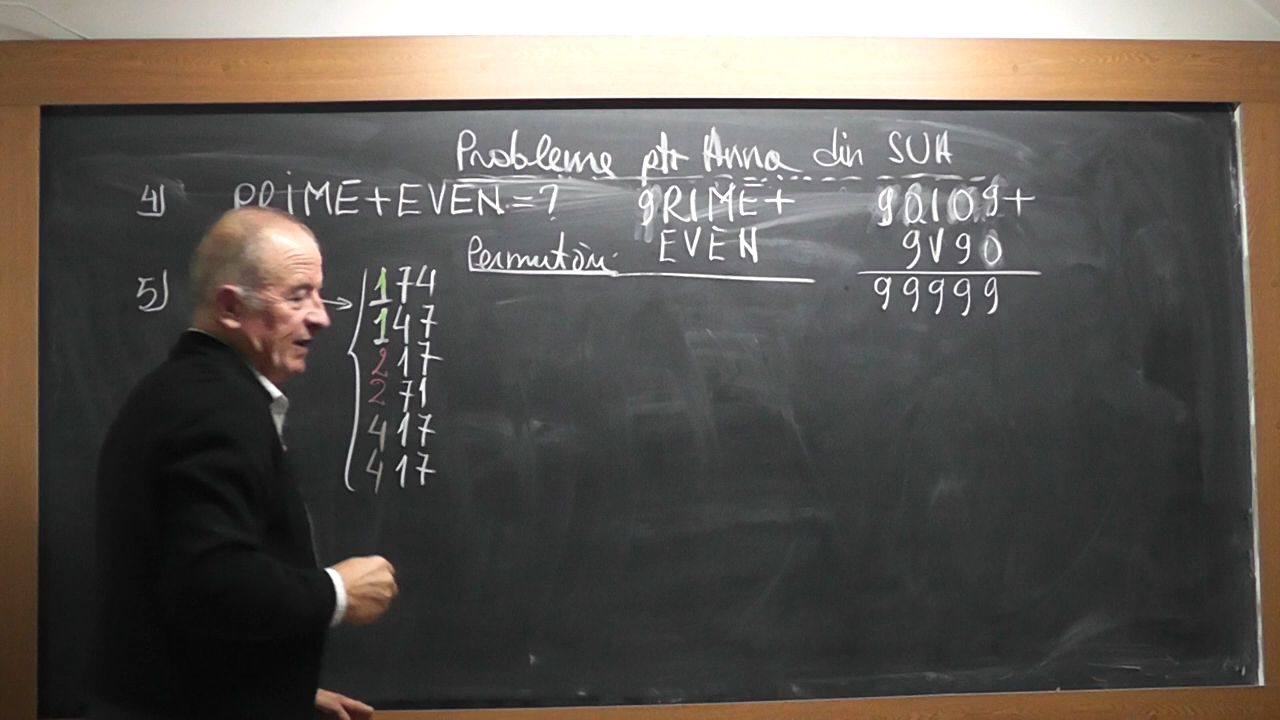 Probleme ptr Anna din SUA
4) PRIME+EVEN=?
9RIME+
EVEN
90109+
9V90
99999
Permutări:
5)
174
147
217
271
417
417